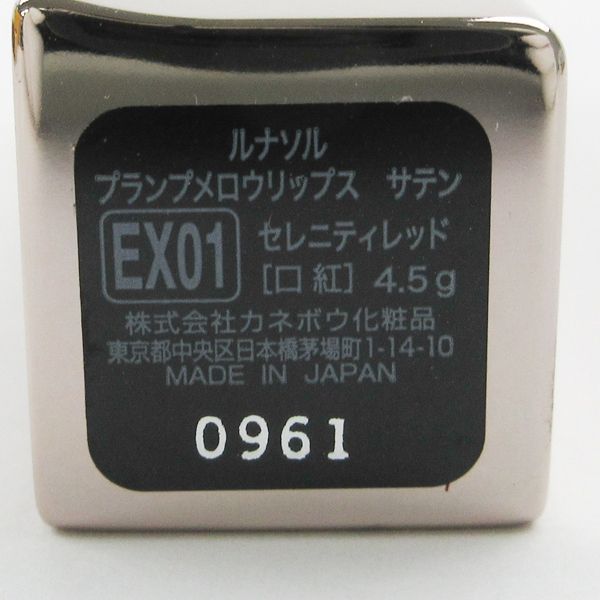 ルナソル
プランプメロウリップス　サテン
EX01　セレニティレッド
［口紅］ 4.5g
株式会社カネボウ化粧品
東京都中央区日本橋茅場町1-14-10
MADE IN JAPAN
0961